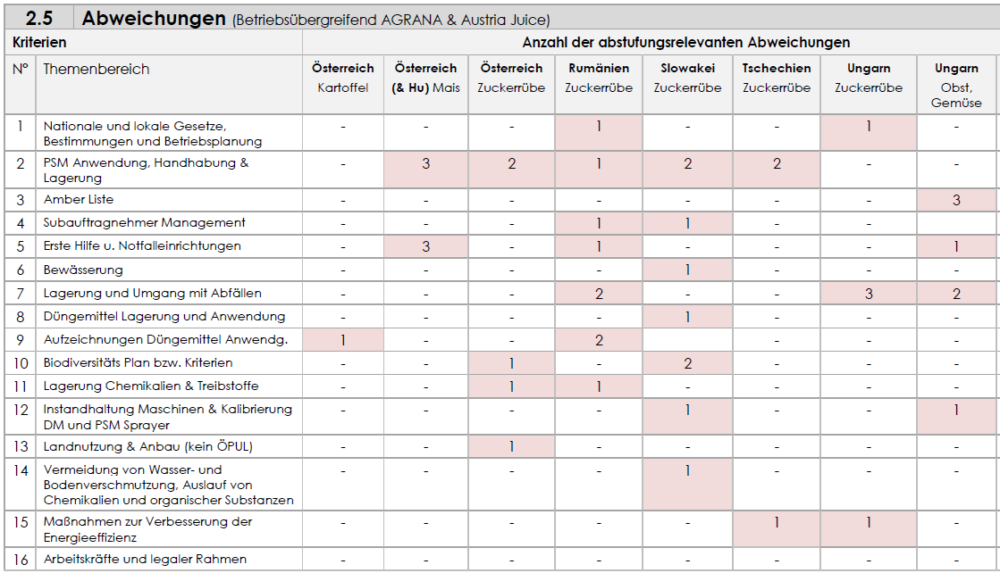 2.5 Abweichungen (Betriebsübergreifend AGRANA & Austria Juice)
Kriterien Anzahl der abstufungsrelevanten Abweichungen
N° Themenbereich Österreich Kartoffel Österreich (& Hu) Mais Österreich Zuckerrübe Rumänien Zuckerrübe Slowakei Zuckerrübe Tschechien Zuckerrübe Ungarn Zuckerrübe Ungarn Obst, Gemüse
1 Nationale und lokale Gesetze, Bestimmungen und Betriebsplanung - - - 1 - - 1 -
2 PSM Anwendung, Handhabung & Lagerung - 3 2 1 2 2 - -
3 Amber Liste - - - - - - - 3
4 Subauftragnehmer Management - - - 1 1 - -
5 Erste Hilfe u. Notfalleinrichtungen - 3 - 1 - - - 1
6 Bewässerung - - - - 1 - - -
7 Lagerung und Umgang mit Abfällen - - - 2 - - 3 2
8 Düngemittel Lagerung und Anwendung - - - - 1 - - -
9 Aufzeichnungen Düngemittel Anwendg. 1 - - 2 - - -
10 Biodiversitäts Plan bzw. Kriterien - - 1 - 2 - - -
11 Lagerung Chemikalien & Treibstoffe - - 1 1 - - - -
12 Instandhaltung Maschinen & Kalibrierung DM und PSM Sprayer - - - - 1 - - 1
13 Landnutzung & Anbau (kein ÖPUL) - - 1 - - - - -
14 Vermeidung von Wasser- und Bodenverschmutzung, Auslauf von Chemikalien und organischer Substanzen - - - - 1 - - -
15 Maßnahmen zur Verbesserung der Energieeffizienz - - - - - 1 1 -
16 Arbeitskräfte und legaler Rahmen - - - - - - - -